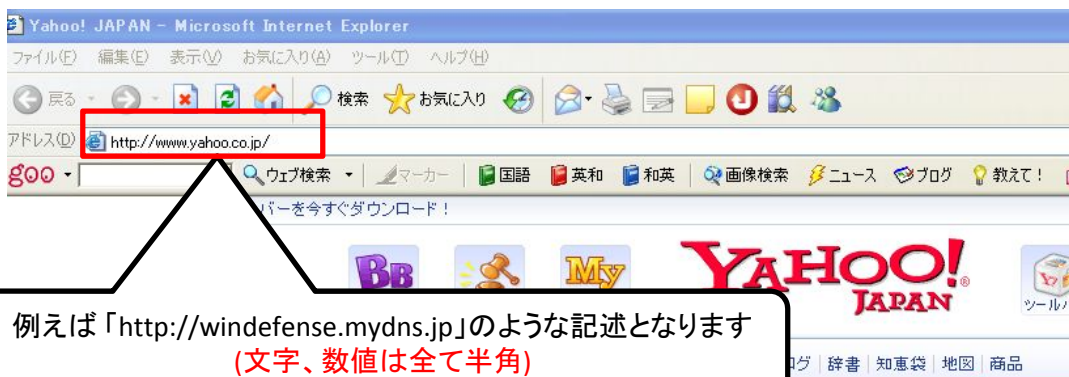 Yahoo! JAPAN - Microsoft Internet Explorer
ファイル(F) 編集(E) 表示(V) お気に入り(A) ツール(T) ヘルプ(H)
戻る 検索 お気に入り
アドレス(D) http://www.yahoo.co.jp/
goo ウェブ検索 マーカー 国語 英和 和英 画像検索 ニュース ブログ 教えて!
バーを今すぐダウンロード!
BB My YAHOO! JAPAN
例えば「http://windefense.mydns.jp」のような記述となります
(文字、数値は全て半角)
辞書 知恵袋 地図 商品